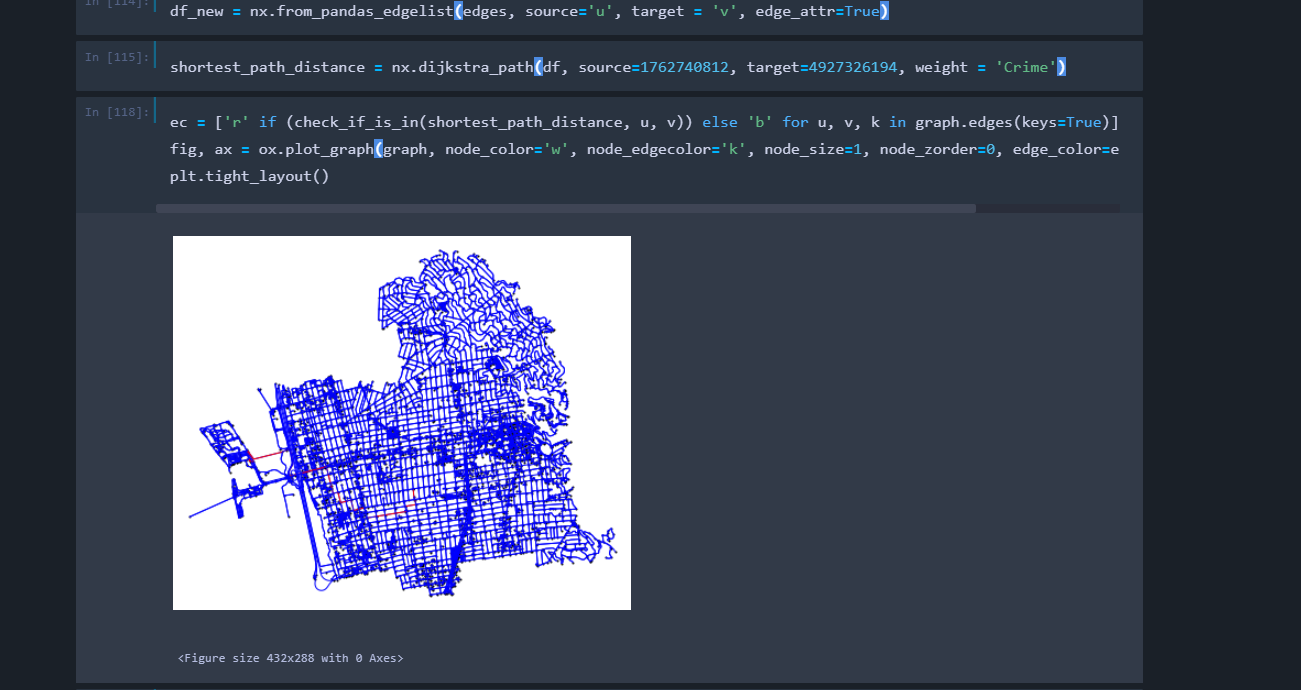 In [114]:
df_new = nx.from_pandas_edgelist(edges, source='u', target = 'v', edge_attr=True)
In [115]:
shortest_path_distance = nx.dijkstra_path(df, source=1762740812, target=4927326194, weight = 'Crime')
In [118]:
ec = ['r' if (check_if_is_in(shortest_path_distance, u, v)) else 'b' for u, v, k in graph.edges(keys=True)]
fig, ax = ox.plot_graph(graph, node_color='w', node_edgecolor='k', node_size=1, node_zorder=0, edge_color=e
plt.tight_layout()
<Figure size 432x288 with 0 Axes>